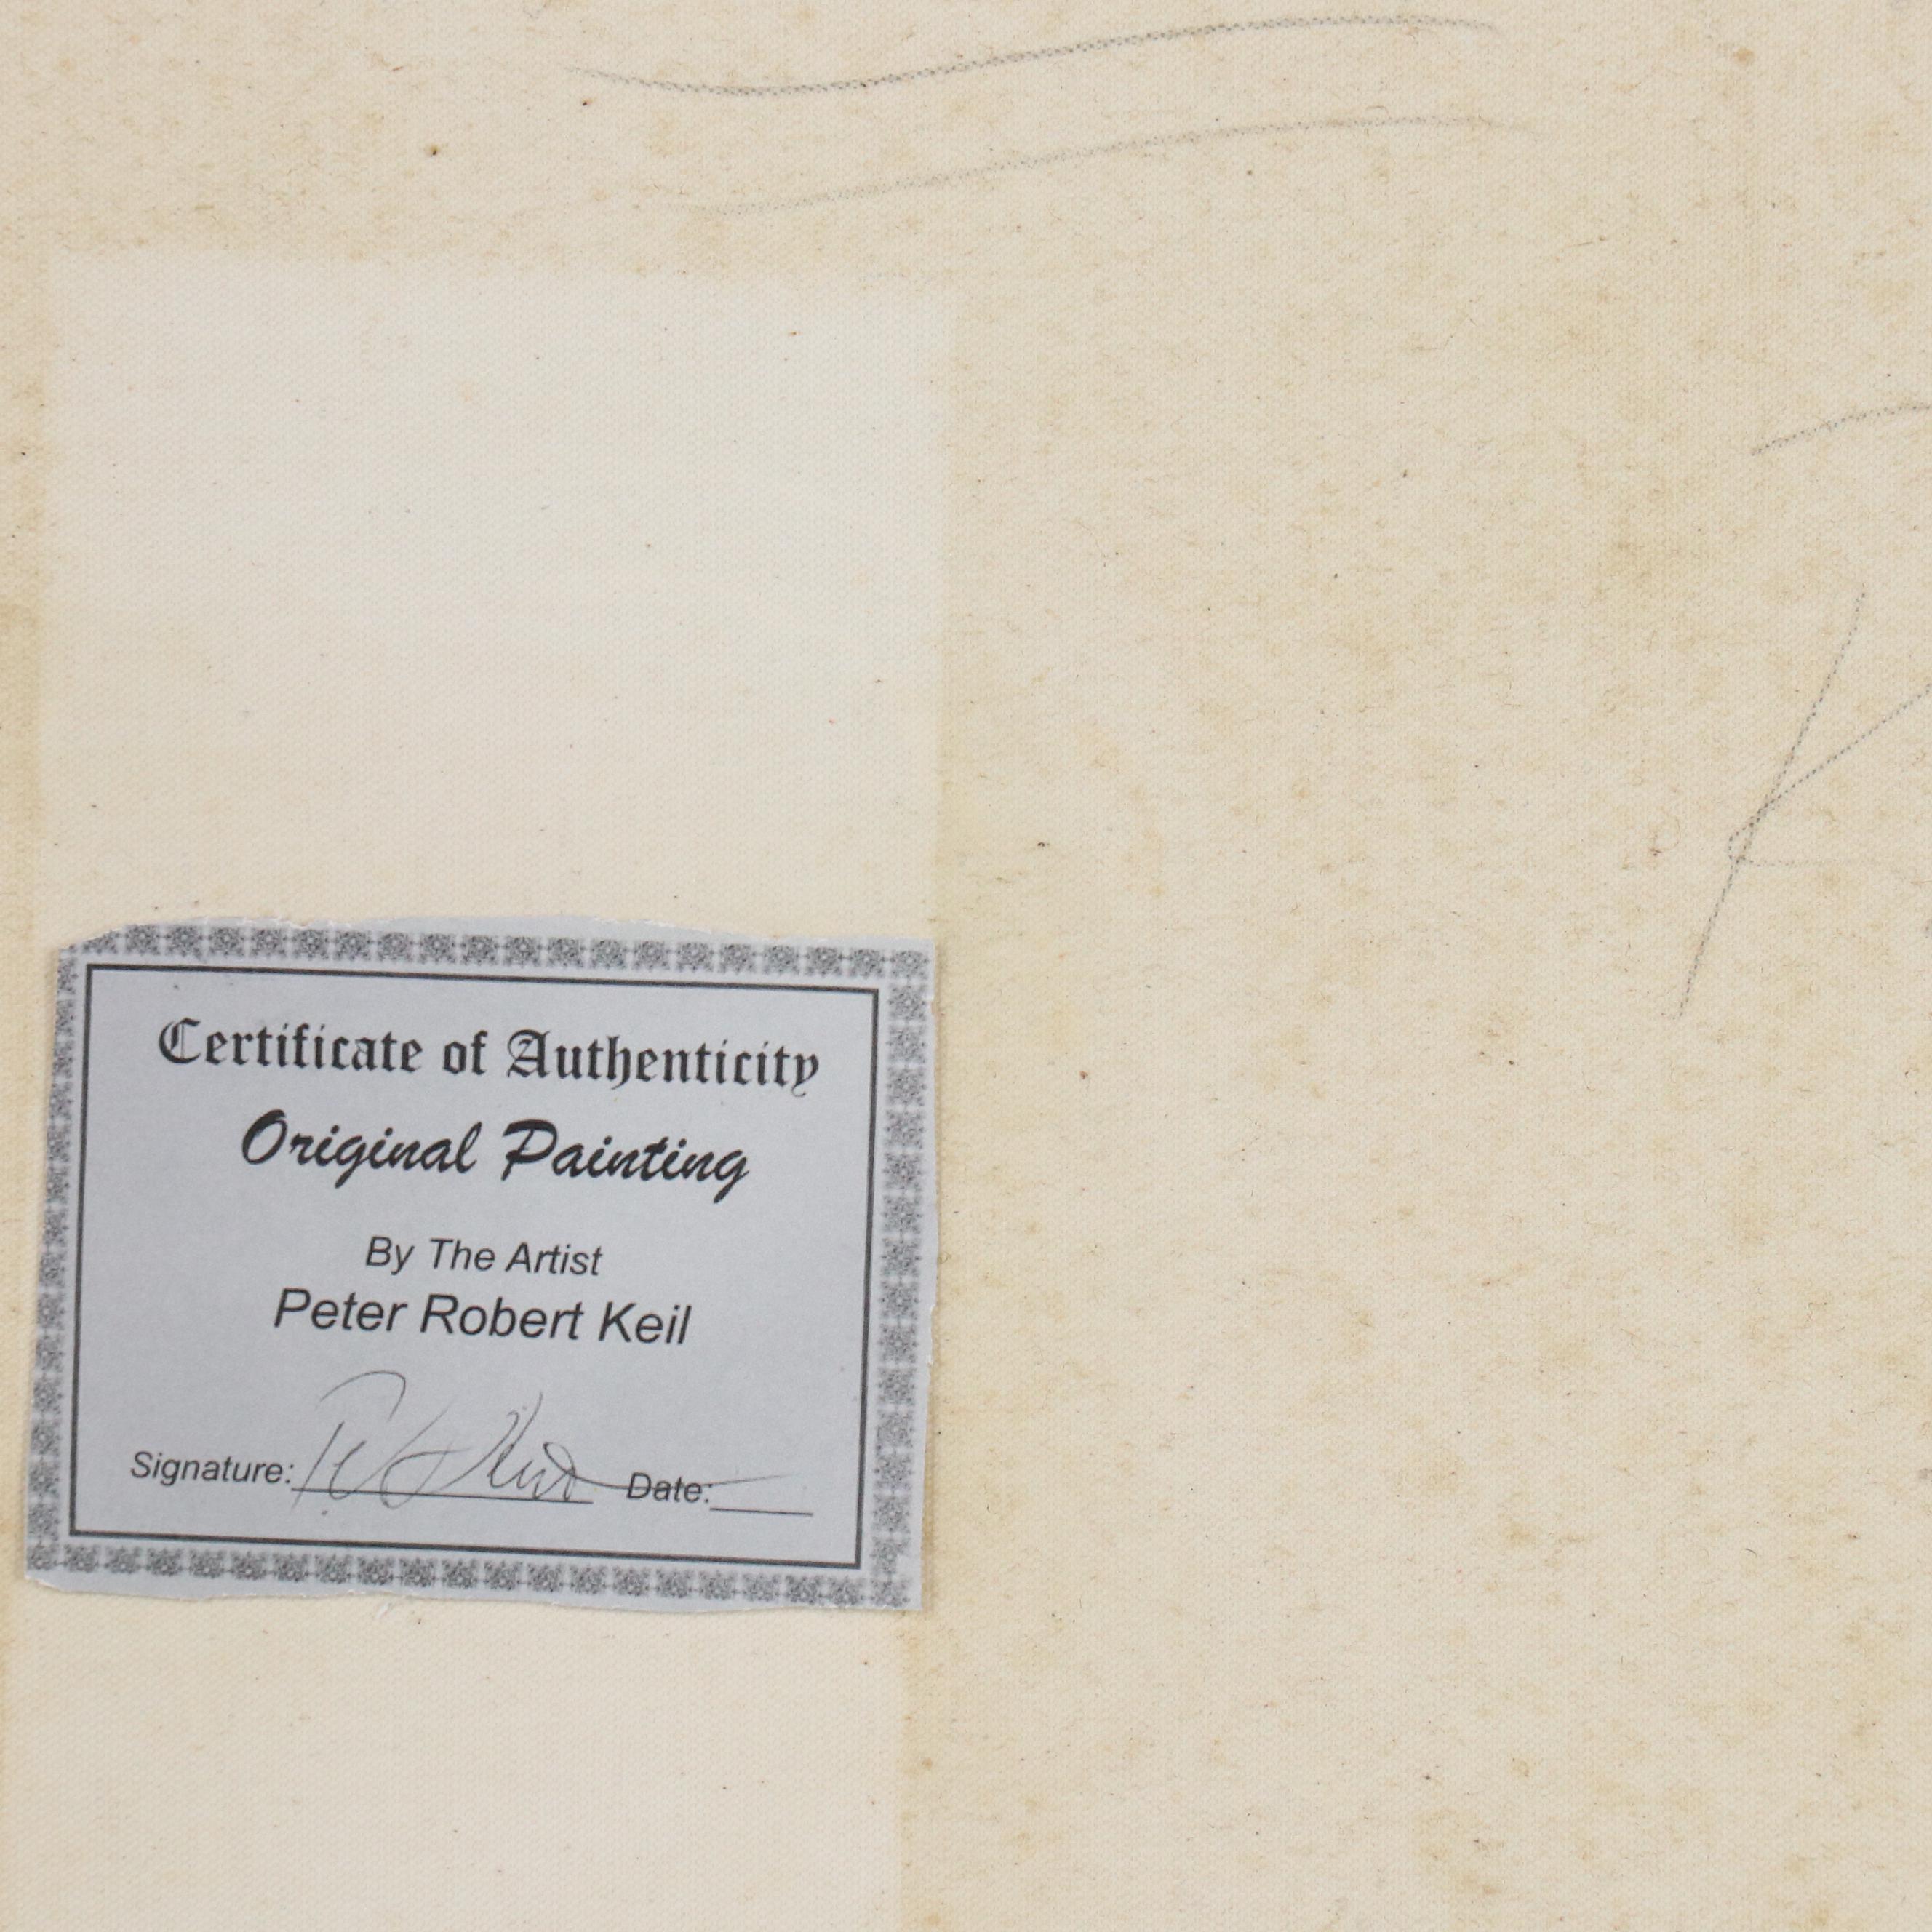 Certificate of Authenticity
Original Painting
By The Artist
Peter Robert Keil
Signature: Date: